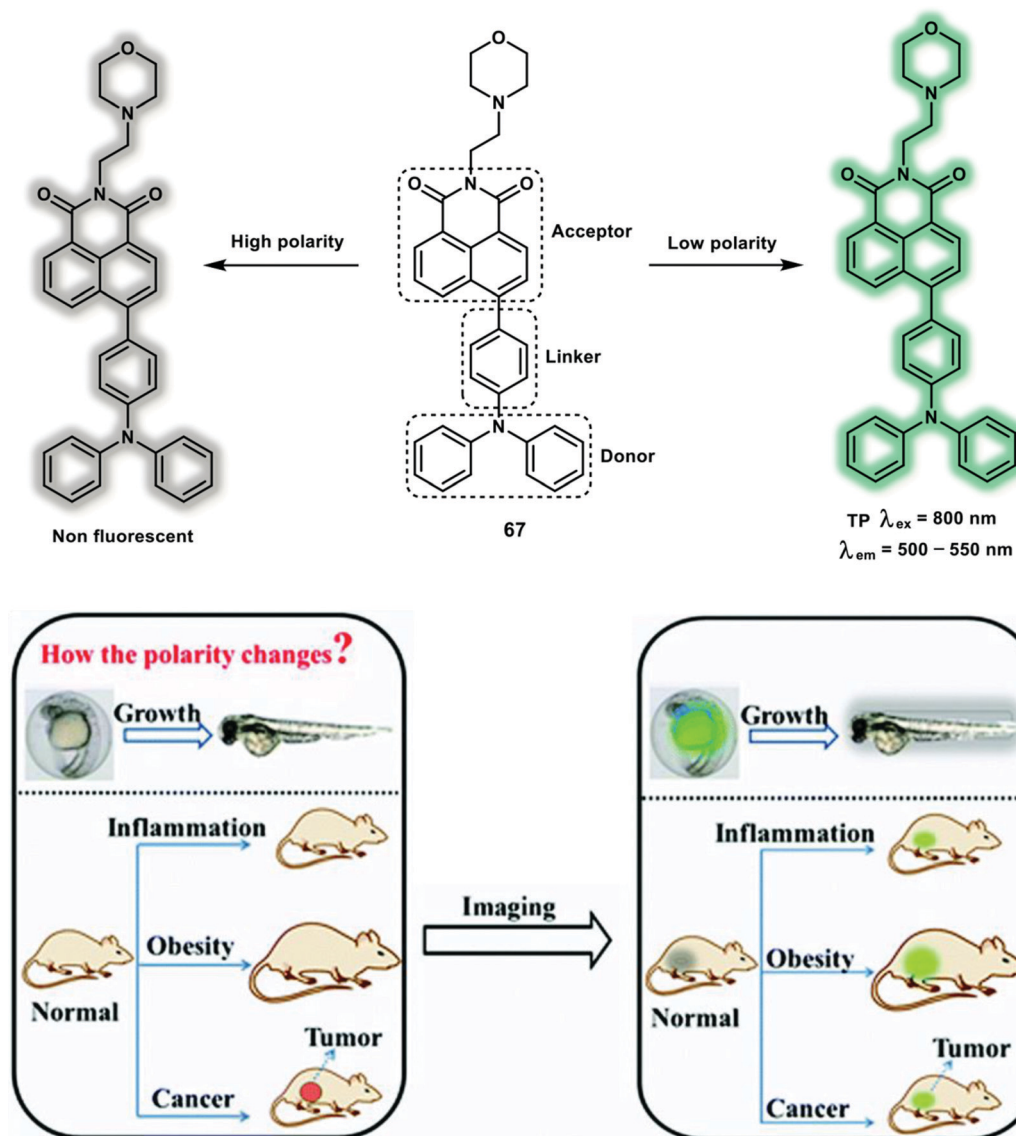 O
N
O N O
N
Non fluorescent
High polarity
O
N
O N O
Acceptor
Linker
N
Donor
67
Low polarity
O
N
O N O
N
TP λex = 800 nm
λem = 500 – 550 nm
How the polarity changes?
Growth
Inflammation
Obesity
Normal
Tumor
Cancer
Imaging
Growth
Inflammation
Obesity
Normal
Tumor
Cancer